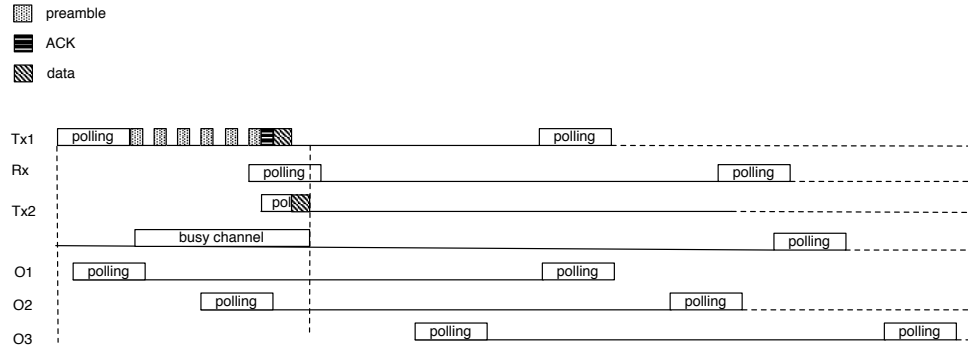 preamble
ACK
data
Tx1 polling polling
Rx polling polling
Tx2 pol
busy channel polling
O1 polling polling
O2 polling polling
O3 polling polling